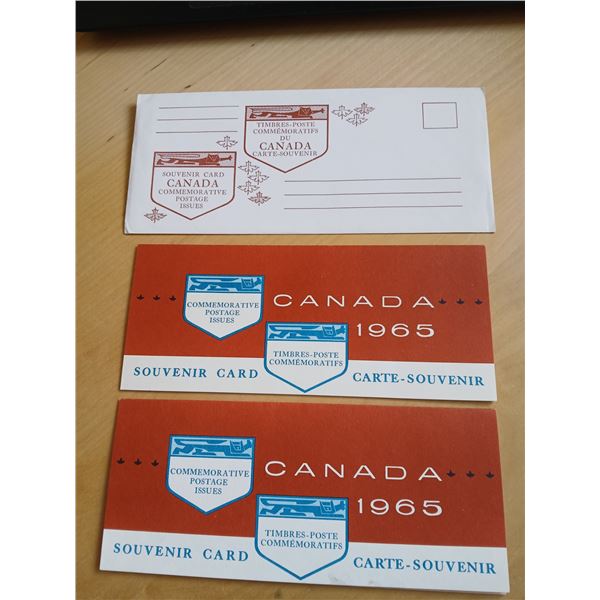 TIMBRES-POSTE
COMMÉMORATIFS
DU
CANADA
CARTE-SOUVENIR
SOUVENIR CARD
CANADA
COMMEMORATIVE
POSTAGE
ISSUES
COMMEMORATIVE
POSTAGE
ISSUES
CANADA
1965
TIMBRES-POSTE
COMMÉMORATIFS
SOUVENIR CARD
CARTE-SOUVENIR
COMMEMORATIVE
POSTAGE
ISSUES
CANADA
1965
TIMBRES-POSTE
COMMÉMORATIFS
SOUVENIR CARD
CARTE-SOUVENIR